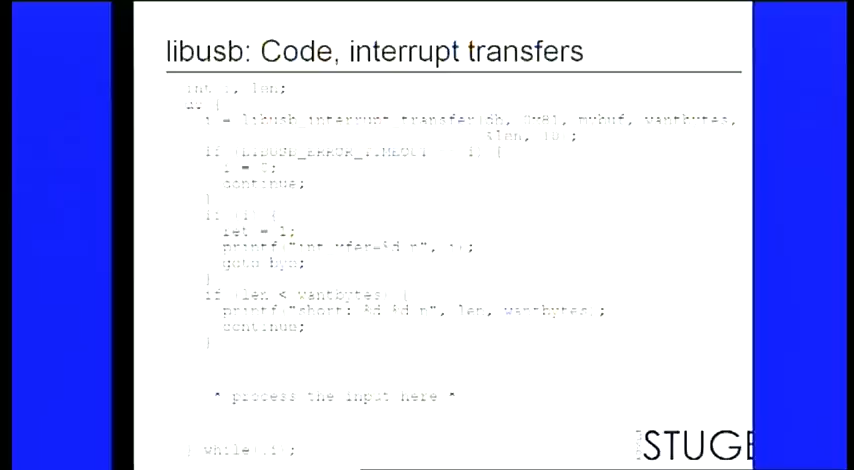 libusb: Code, interrupt transfers
int i, len;
do {
i = libusb_interrupt_transfer(dh, 0x81, mybuf, wantbytes,
&len, 10);
if (LIBUSB_ERROR_TIMEOUT == i) {
i = 0;
continue;
}
if (i) {
ret = 1;
printf("int xfer=%d\n", i);
goto bye;
}
if (len < wantbytes) {
printf("short: %d %d\n", len, wantbytes);
continue;
}
* process the input here *
} while(!i);
STUGE